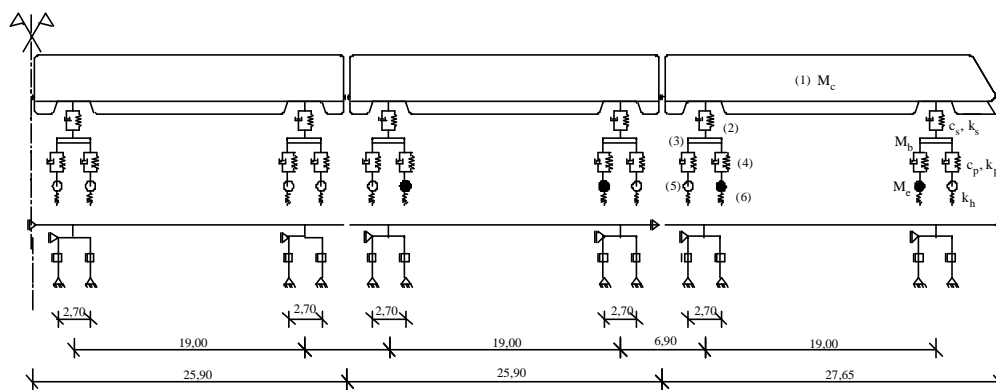 (1) M_c
(2)
c_s, k_s
(3)
M_b
(4)
c_p, k_p
(5)
M_e
(6)
k_h
2,70
2,70
2,70
2,70
2,70
19,00
19,00
6,90
19,00
25,90
25,90
27,65